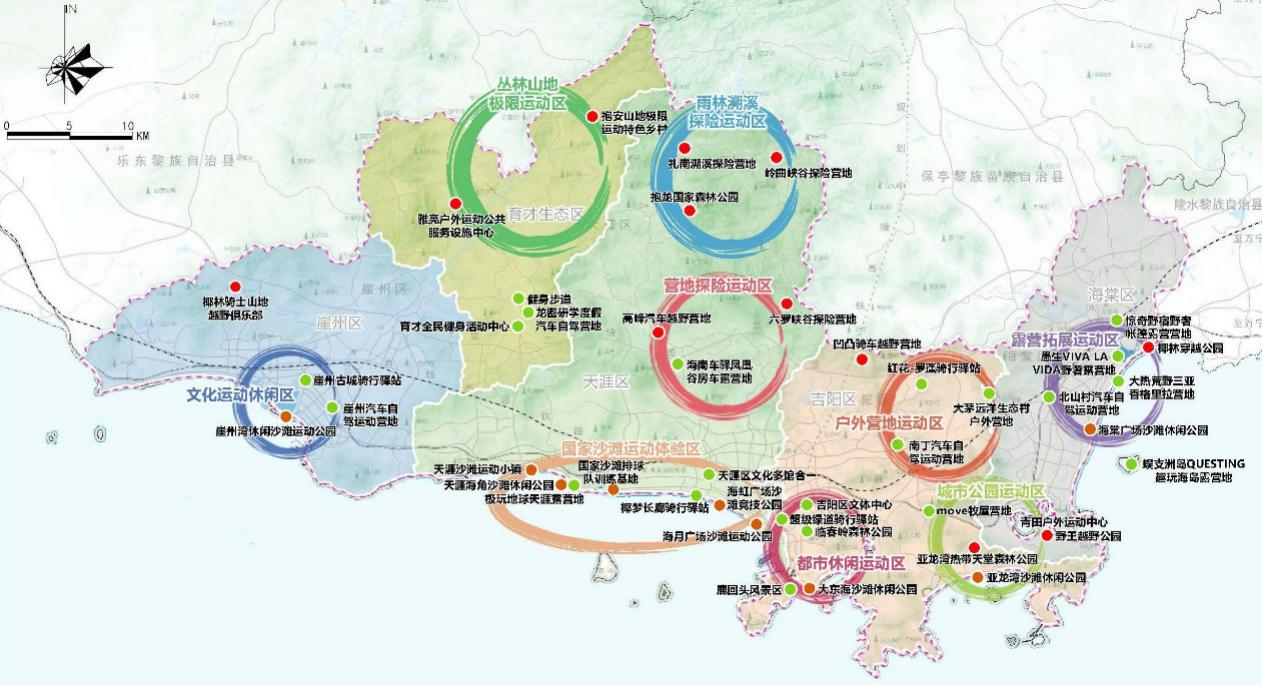 N
0 5 10 KM
丛林山地
极限运动区
雨林溯溪
探险运动区
抱安山地极限
运动特色乡村
扎南溯溪探险营地
岭曲峡谷探险营地
抱龙国家森林公园
乐东黎族自治县
保亭黎族苗族自治县
陵水黎族自治县
雅亮户外运动公共
服务设施中心
育才生态区
椰林骑士山地
越野俱乐部
崖州区
崖州区
健身步道
育才全民健身活动中心
汽车自驾营地
营地探险运动区
高峰汽车越野营地
六罗峡谷探险营地
海南车驿凤凰
谷房车露营地
天涯区
凹凸骑车越野营地
吉阳区
红花-罗蓬骑行驿站
大茅远洋生态村
户外营地
户外营地运动区
南丁汽车自
驾运动营地
海棠区
惊奇野宿野奢
帐篷露营营地
露营拓展运动区
椰林穿越公园
愚生VIVA LA
VIDA野奢露营地
大热荒野三亚
香格里拉营地
北山村汽车自
驾运动营地
海棠广场沙滩休闲公园
蜈支洲岛QUESTING
趣玩海岛露营地
文化运动休闲区
崖州古城骑行驿站
崖州汽车自
驾运动营地
崖州湾休闲沙滩运动公园
国家沙滩运动体验区
天涯沙滩运动小镇
国家沙滩排球
队训练基地
天涯海角沙滩休闲公园
极玩地球天涯露营地
天涯区文化多馆合一
海虹广场沙
滩竞技公园
椰梦长廊骑行驿站
海月广场沙滩运动公园
吉阳区文体中心
超级绿道骑行驿站
临春岭森林公园
都市休闲运动区
鹿回头风景区
大东海沙滩休闲公园
城市公园运动区
move牧屋营地
吉田户外运动中心
野王越野公园
亚龙湾热带天堂森林公园
亚龙湾沙滩休闲公园